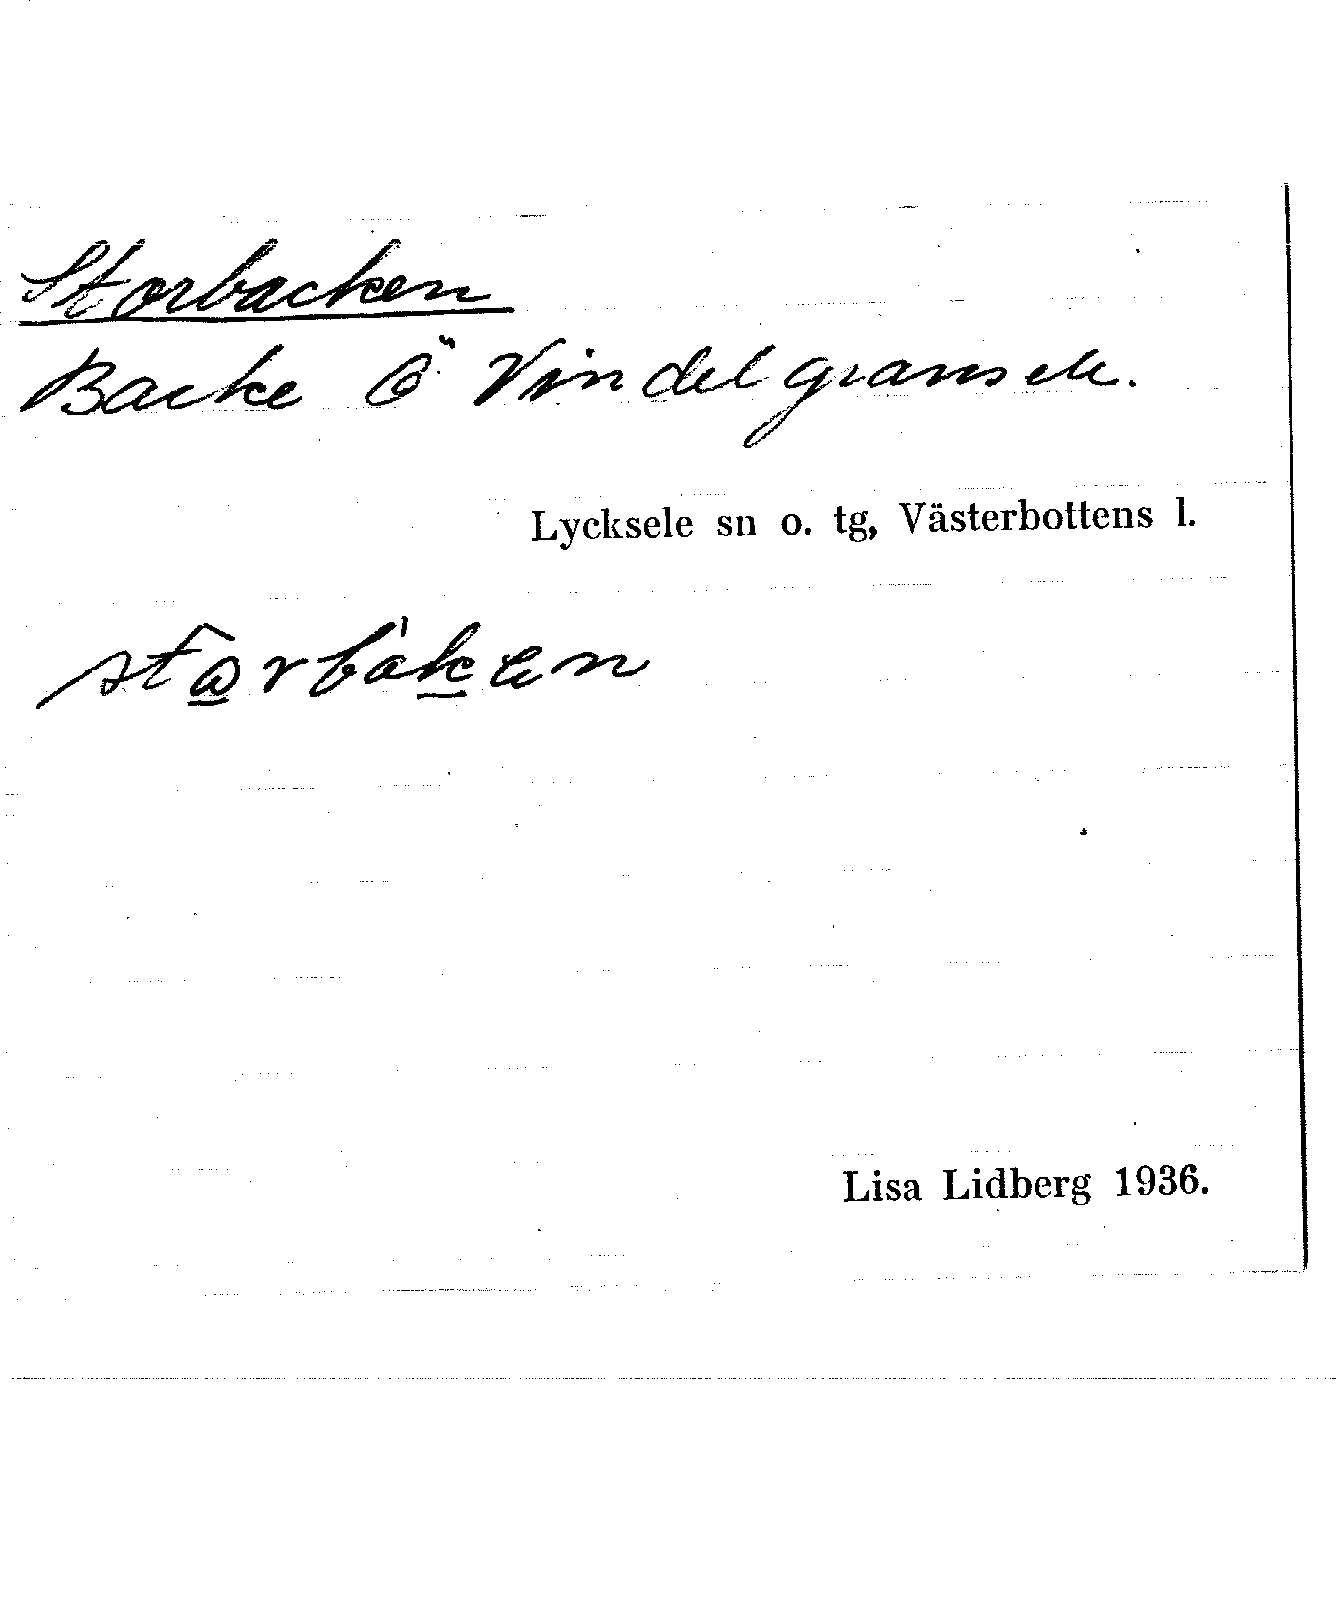 Storbacken
Backe Ö Vindelgransele.
Lycksele sn o. tg, Västerbottens l.
Lisa Lidberg 1936.